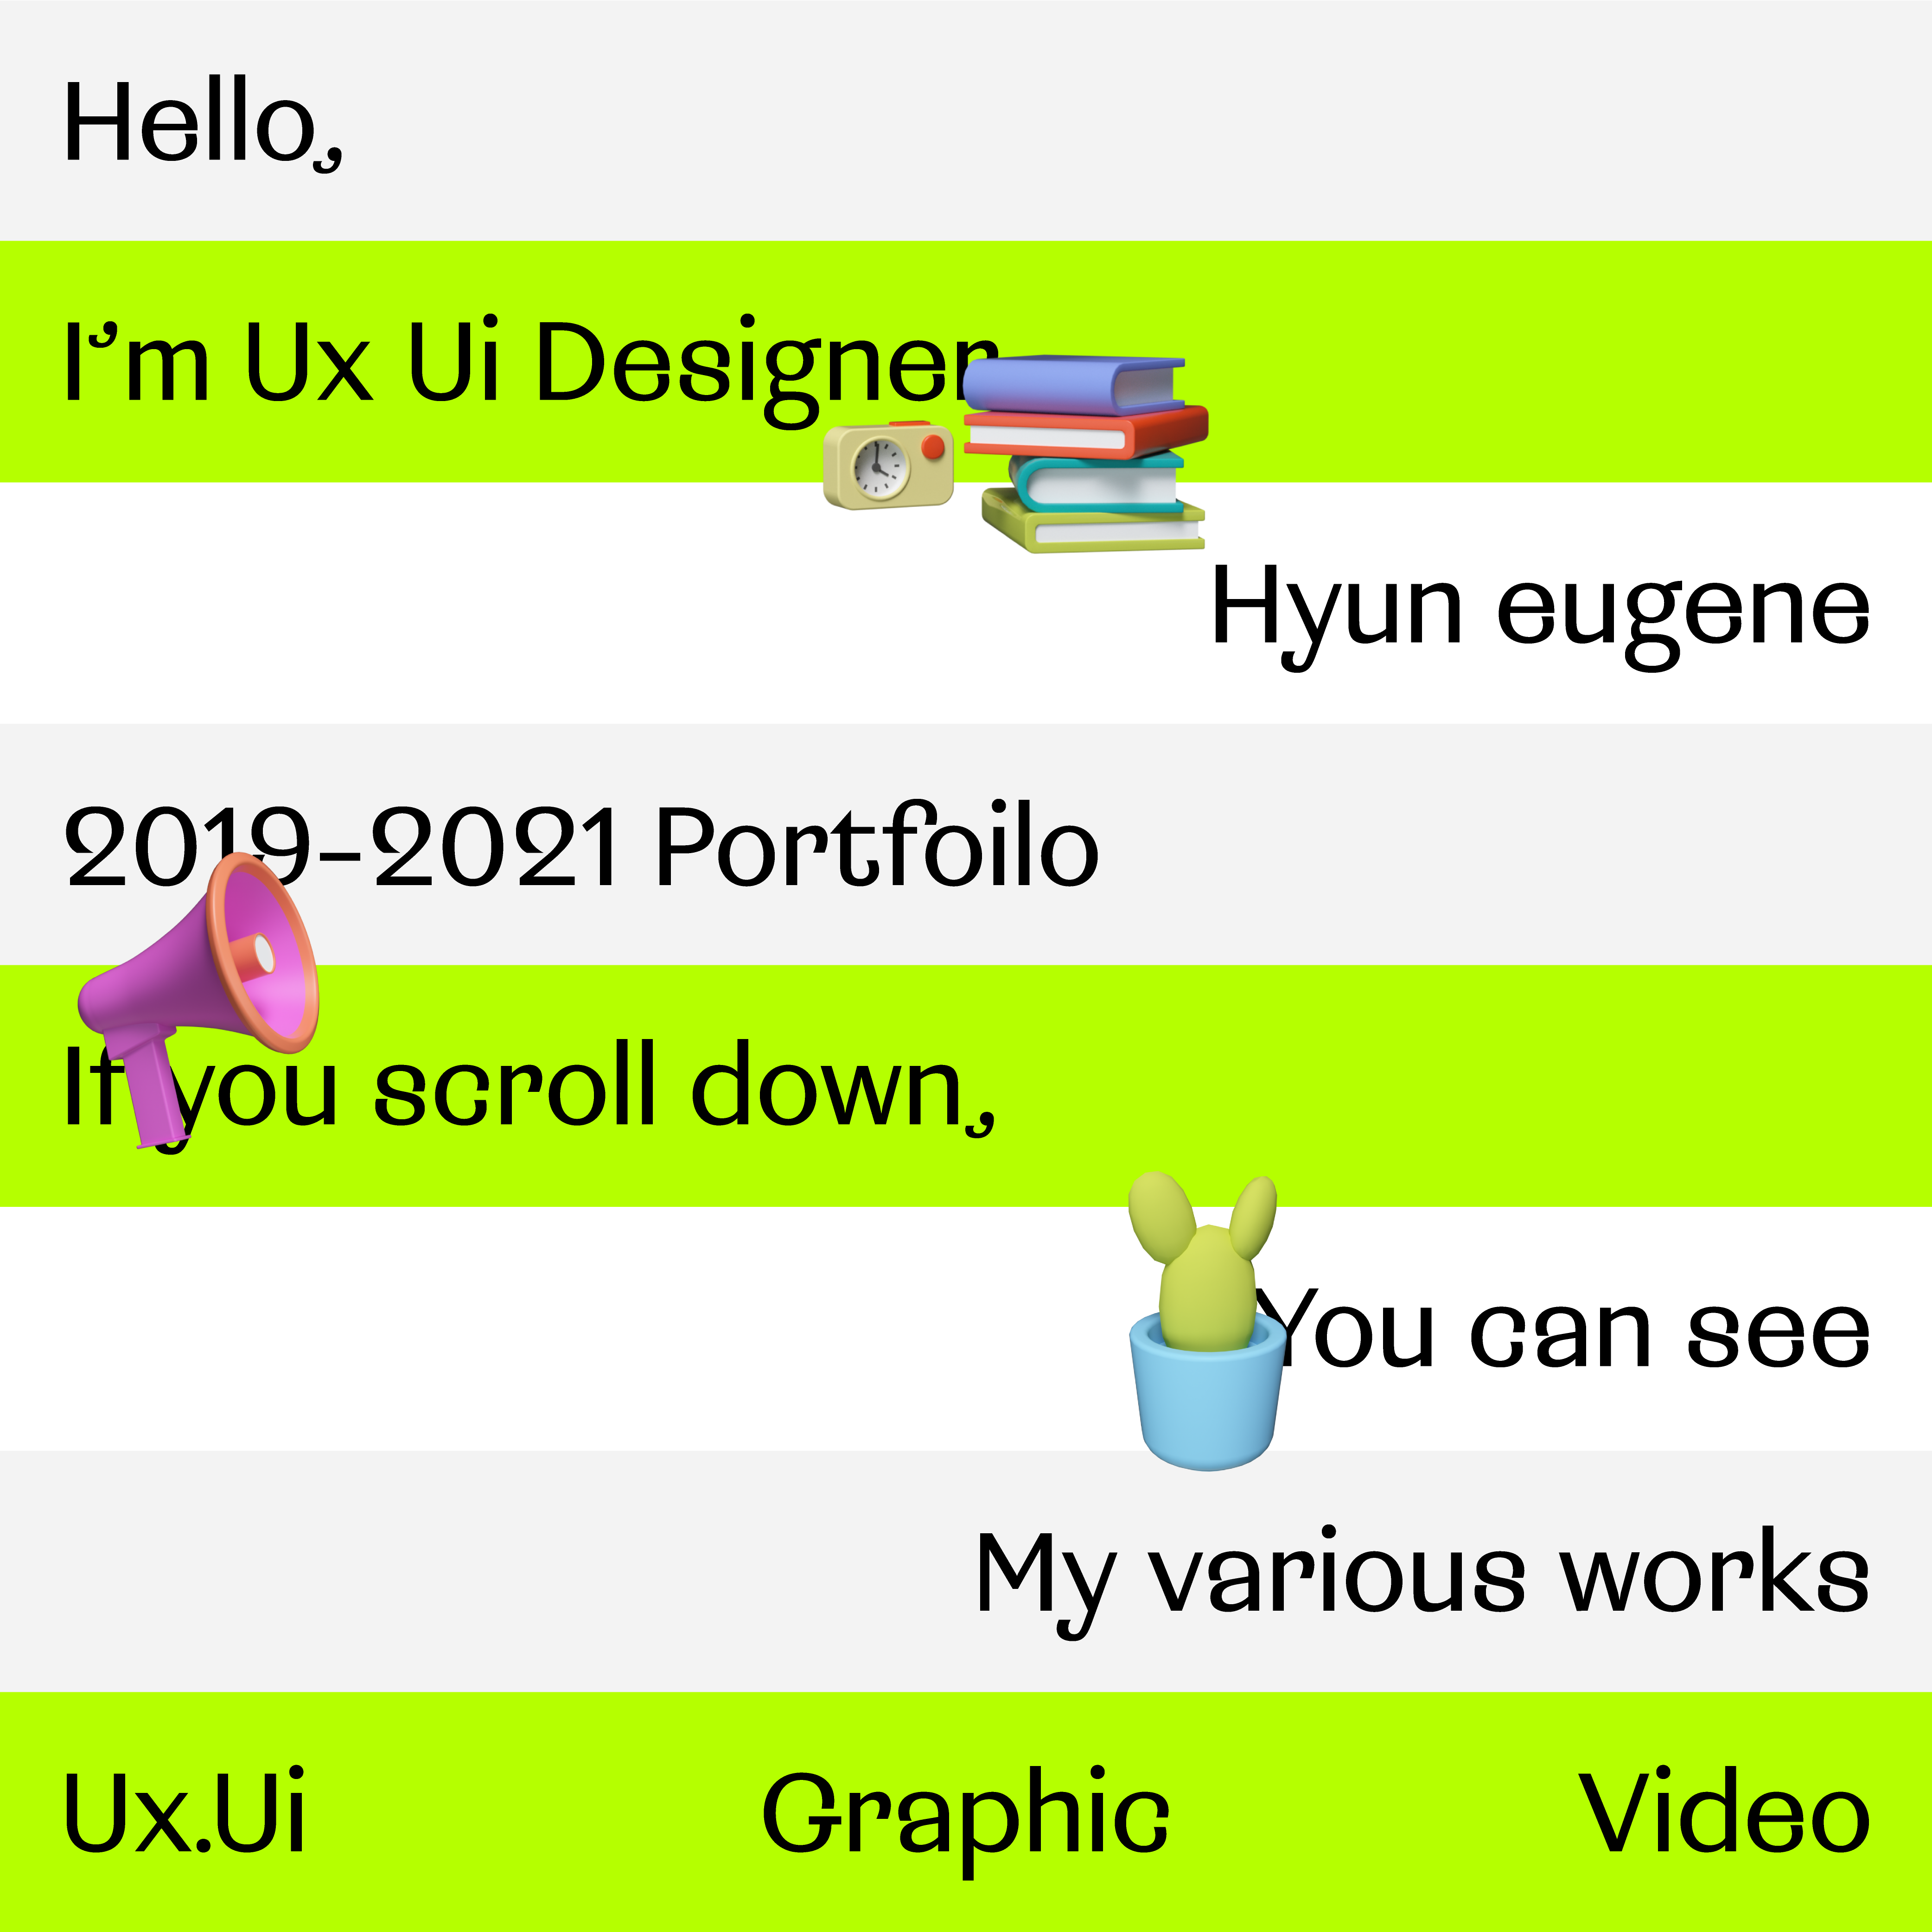 Hello,
I'm Ux Ui Designer
Hyun eugene
2019-2021 Portfoilo
If you scroll down,
You can see
My various works
Ux.Ui Graphic Video